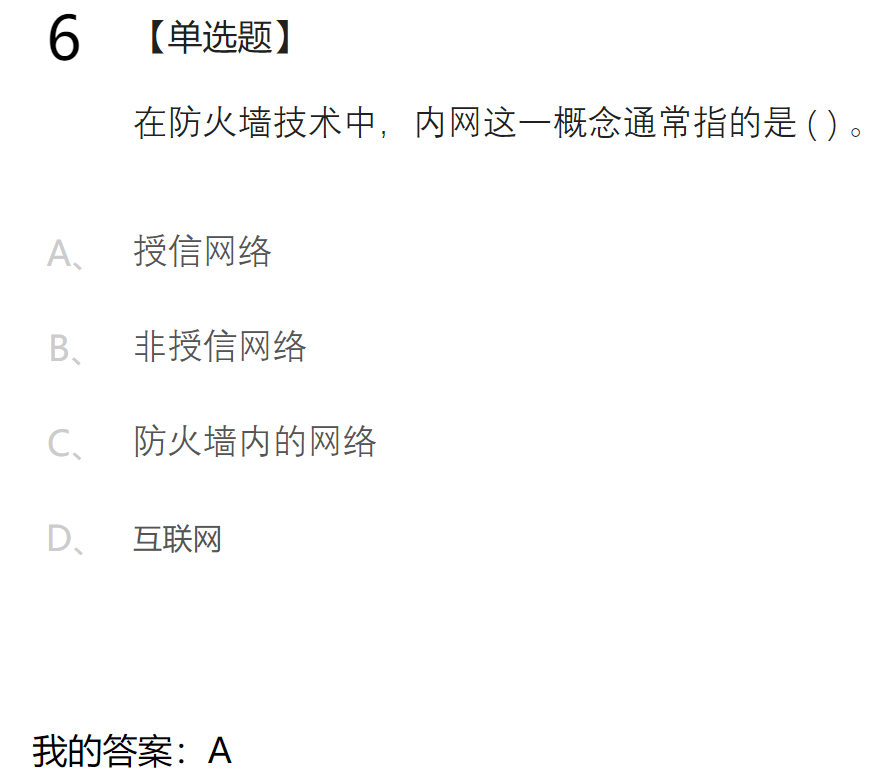 6 【单选题】
在防火墙技术中，内网这一概念通常指的是 ( ) 。
A、 授信网络
B、 非授信网络
C、 防火墙内的网络
D、 互联网
我的答案：A